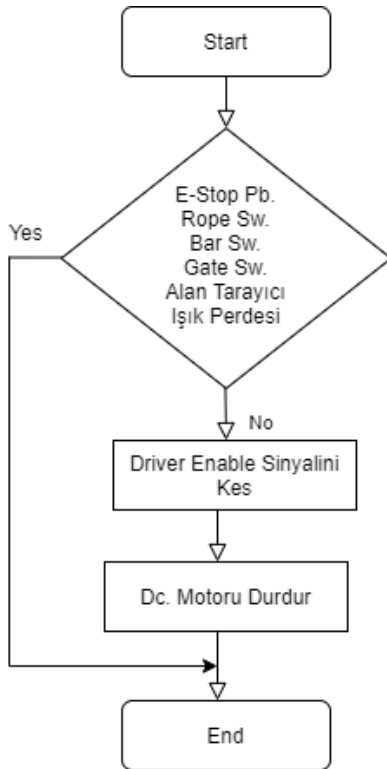 Start
E-Stop Pb.
Rope Sw.
Bar Sw.
Gate Sw.
Alan Tarayıcı
Işık Perdesi
Yes
No
Driver Enable Sinyalini
Kes
Dc. Motoru Durdur
End